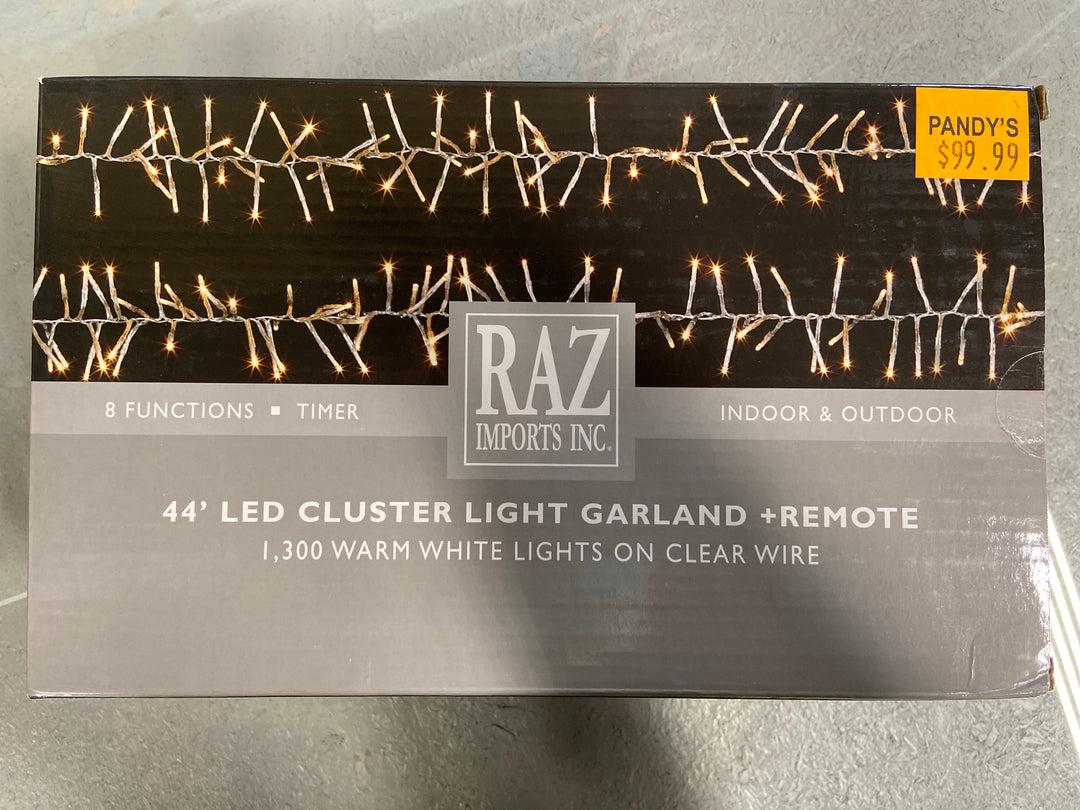 PANDY'S
$99.99
8 FUNCTIONS ▪ TIMER
RAZ
IMPORTS INC.
INDOOR & OUTDOOR
44' LED CLUSTER LIGHT GARLAND +REMOTE
1,300 WARM WHITE LIGHTS ON CLEAR WIRE